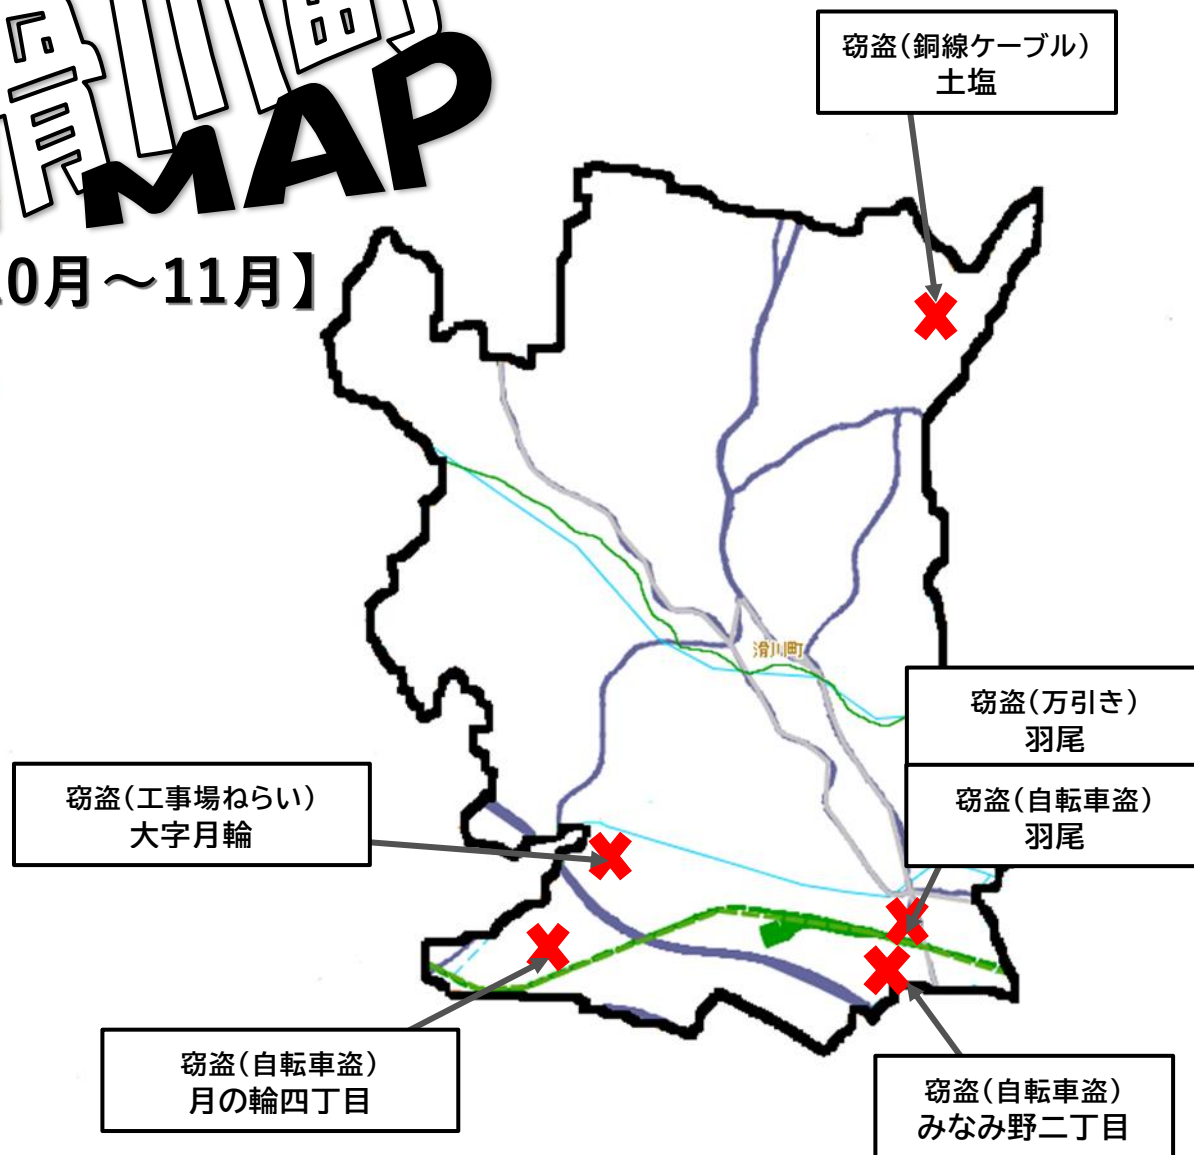 滑川町
MAP
0月～11月】
窃盗（銅線ケーブル）
土塩
滑川町
窃盗（万引き）
羽尾
窃盗（自転車盗）
羽尾
窃盗（工事場ねらい）
大字月輪
窃盗（自転車盗）
月の輪四丁目
窃盗（自転車盗）
みなみ野二丁目